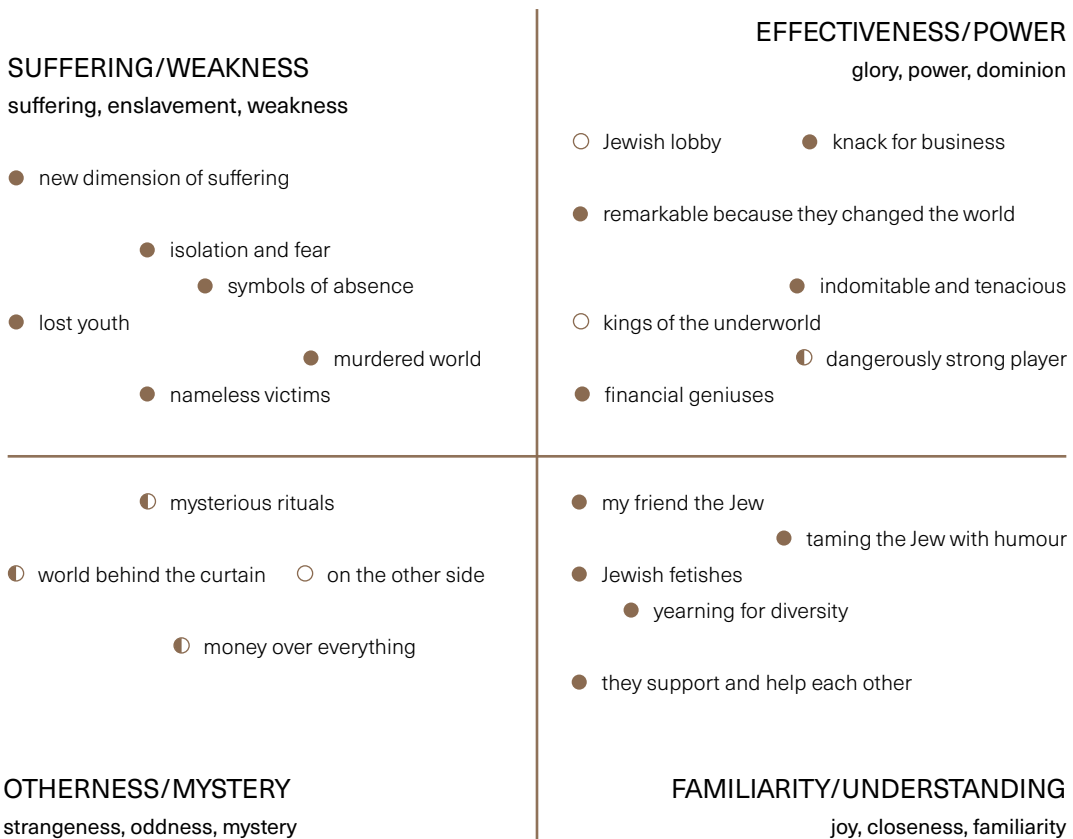 SUFFERING/WEAKNESS
suffering, enslavement, weakness
new dimension of suffering
isolation and fear
symbols of absence
lost youth
murdered world
nameless victims
EFFECTIVENESS/POWER
glory, power, dominion
Jewish lobby
knack for business
remarkable because they changed the world
indomitable and tenacious
kings of the underworld
dangerously strong player
financial geniuses
mysterious rituals
world behind the curtain
on the other side
money over everything
OTHERNESS/MYSTERY
strangeness, oddness, mystery
my friend the Jew
taming the Jew with humour
Jewish fetishes
yearning for diversity
they support and help each other
FAMILIARITY/UNDERSTANDING
joy, closeness, familiarity